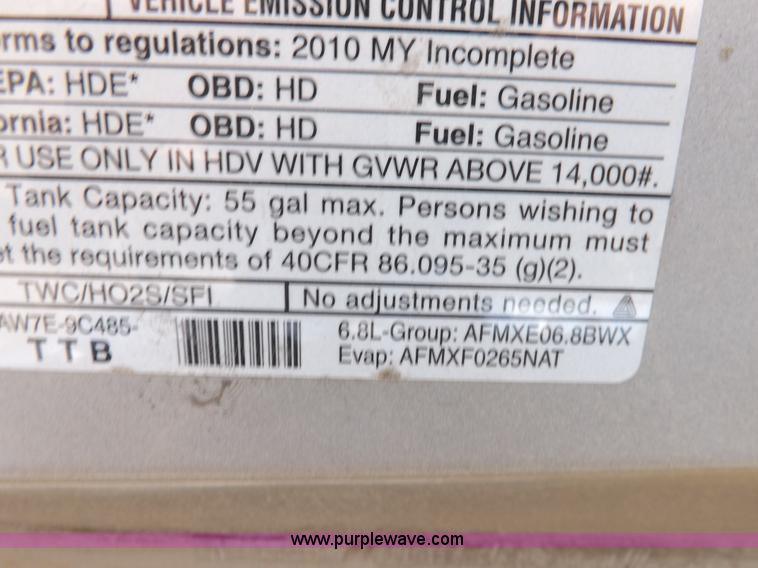 VEHICLE EMISSION CONTROL INFORMATION
rms to regulations: 2010 MY Incomplete
EPA: HDE* OBD: HD Fuel: Gasoline
ornia: HDE* OBD: HD Fuel: Gasoline
R USE ONLY IN HDV WITH GVWR ABOVE 14,000#.
Tank Capacity: 55 gal max. Persons wishing to
fuel tank capacity beyond the maximum must
et the requirements of 40CFR 86.095-35 (g)(2).
TWC/HO2S/SFI No adjustments needed.
AW7E-9C485-
TTB
6.8L-Group: AFMXE06.8BWX
Evap: AFMXF0265NAT
www.purplewave.com